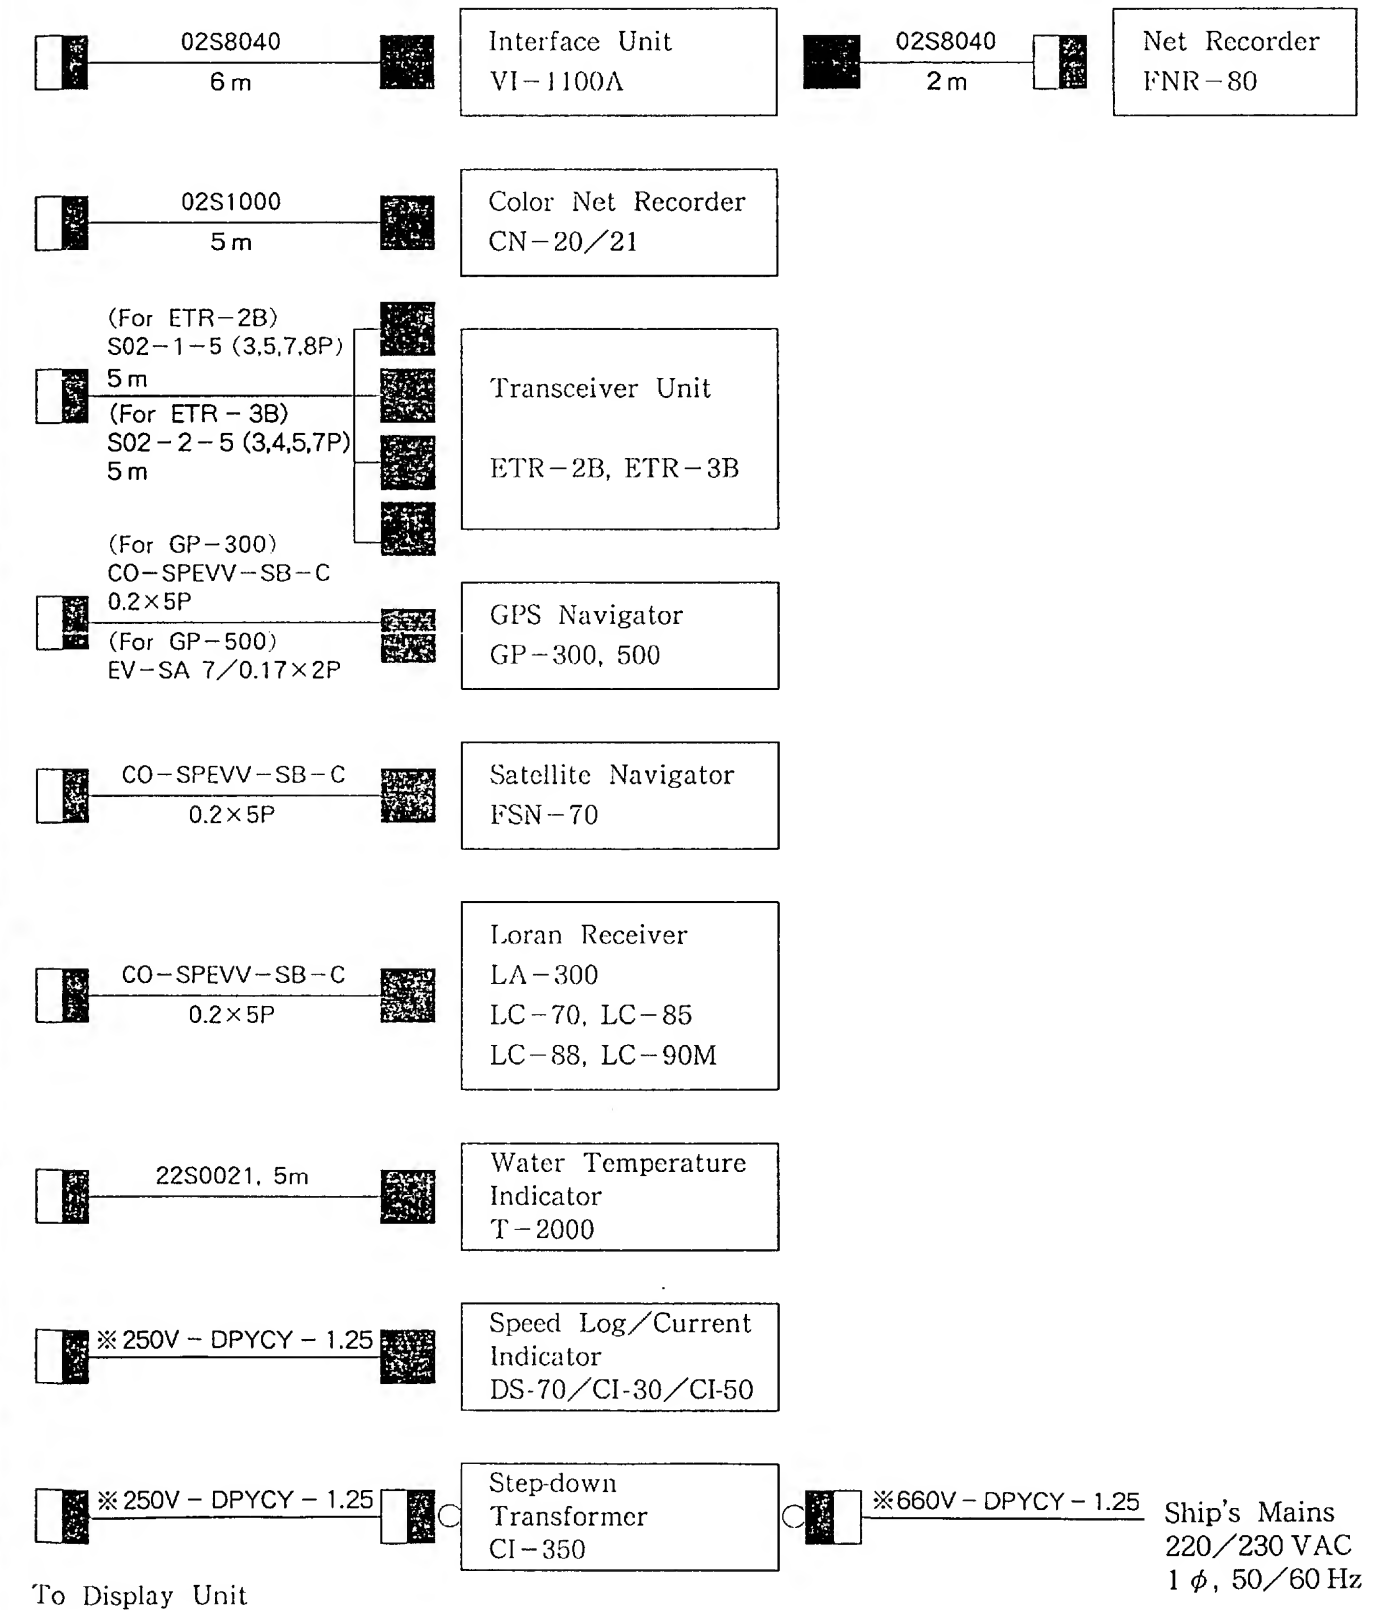 02S8040
6 m
Interface Unit
VI-1100A
02S8040
2 m
Net Recorder
FNR-80
02S1000
5 m
Color Net Recorder
CN-20/21
(For ETR-2B)
S02-1-5 (3,5,7,8P)
5 m
(For ETR-3B)
S02-2-5 (3,4,5,7P)
5 m
Transceiver Unit
ETR-2B, ETR-3B
(For GP-300)
CO-SPEVV-SB-C
0.2×5P
(For GP-500)
EV-SA 7/0.17×2P
GPS Navigator
GP-300, 500
CO-SPEVV-SB-C
0.2×5P
Satellite Navigator
FSN-70
CO-SPEVV-SB-C
0.2×5P
Loran Receiver
LA-300
LC-70, LC-85
LC-88, LC-90M
22S0021, 5m
Water Temperature
Indicator
T-2000
※250V-DPYCY-1.25
Speed Log/Current
Indicator
DS-70/CI-30/CI-50
※250V-DPYCY-1.25
Step-down
Transformer
CI-350
※660V-DPYCY-1.25
Ship's Mains
220/230 VAC
1 φ, 50/60 Hz
To Display Unit